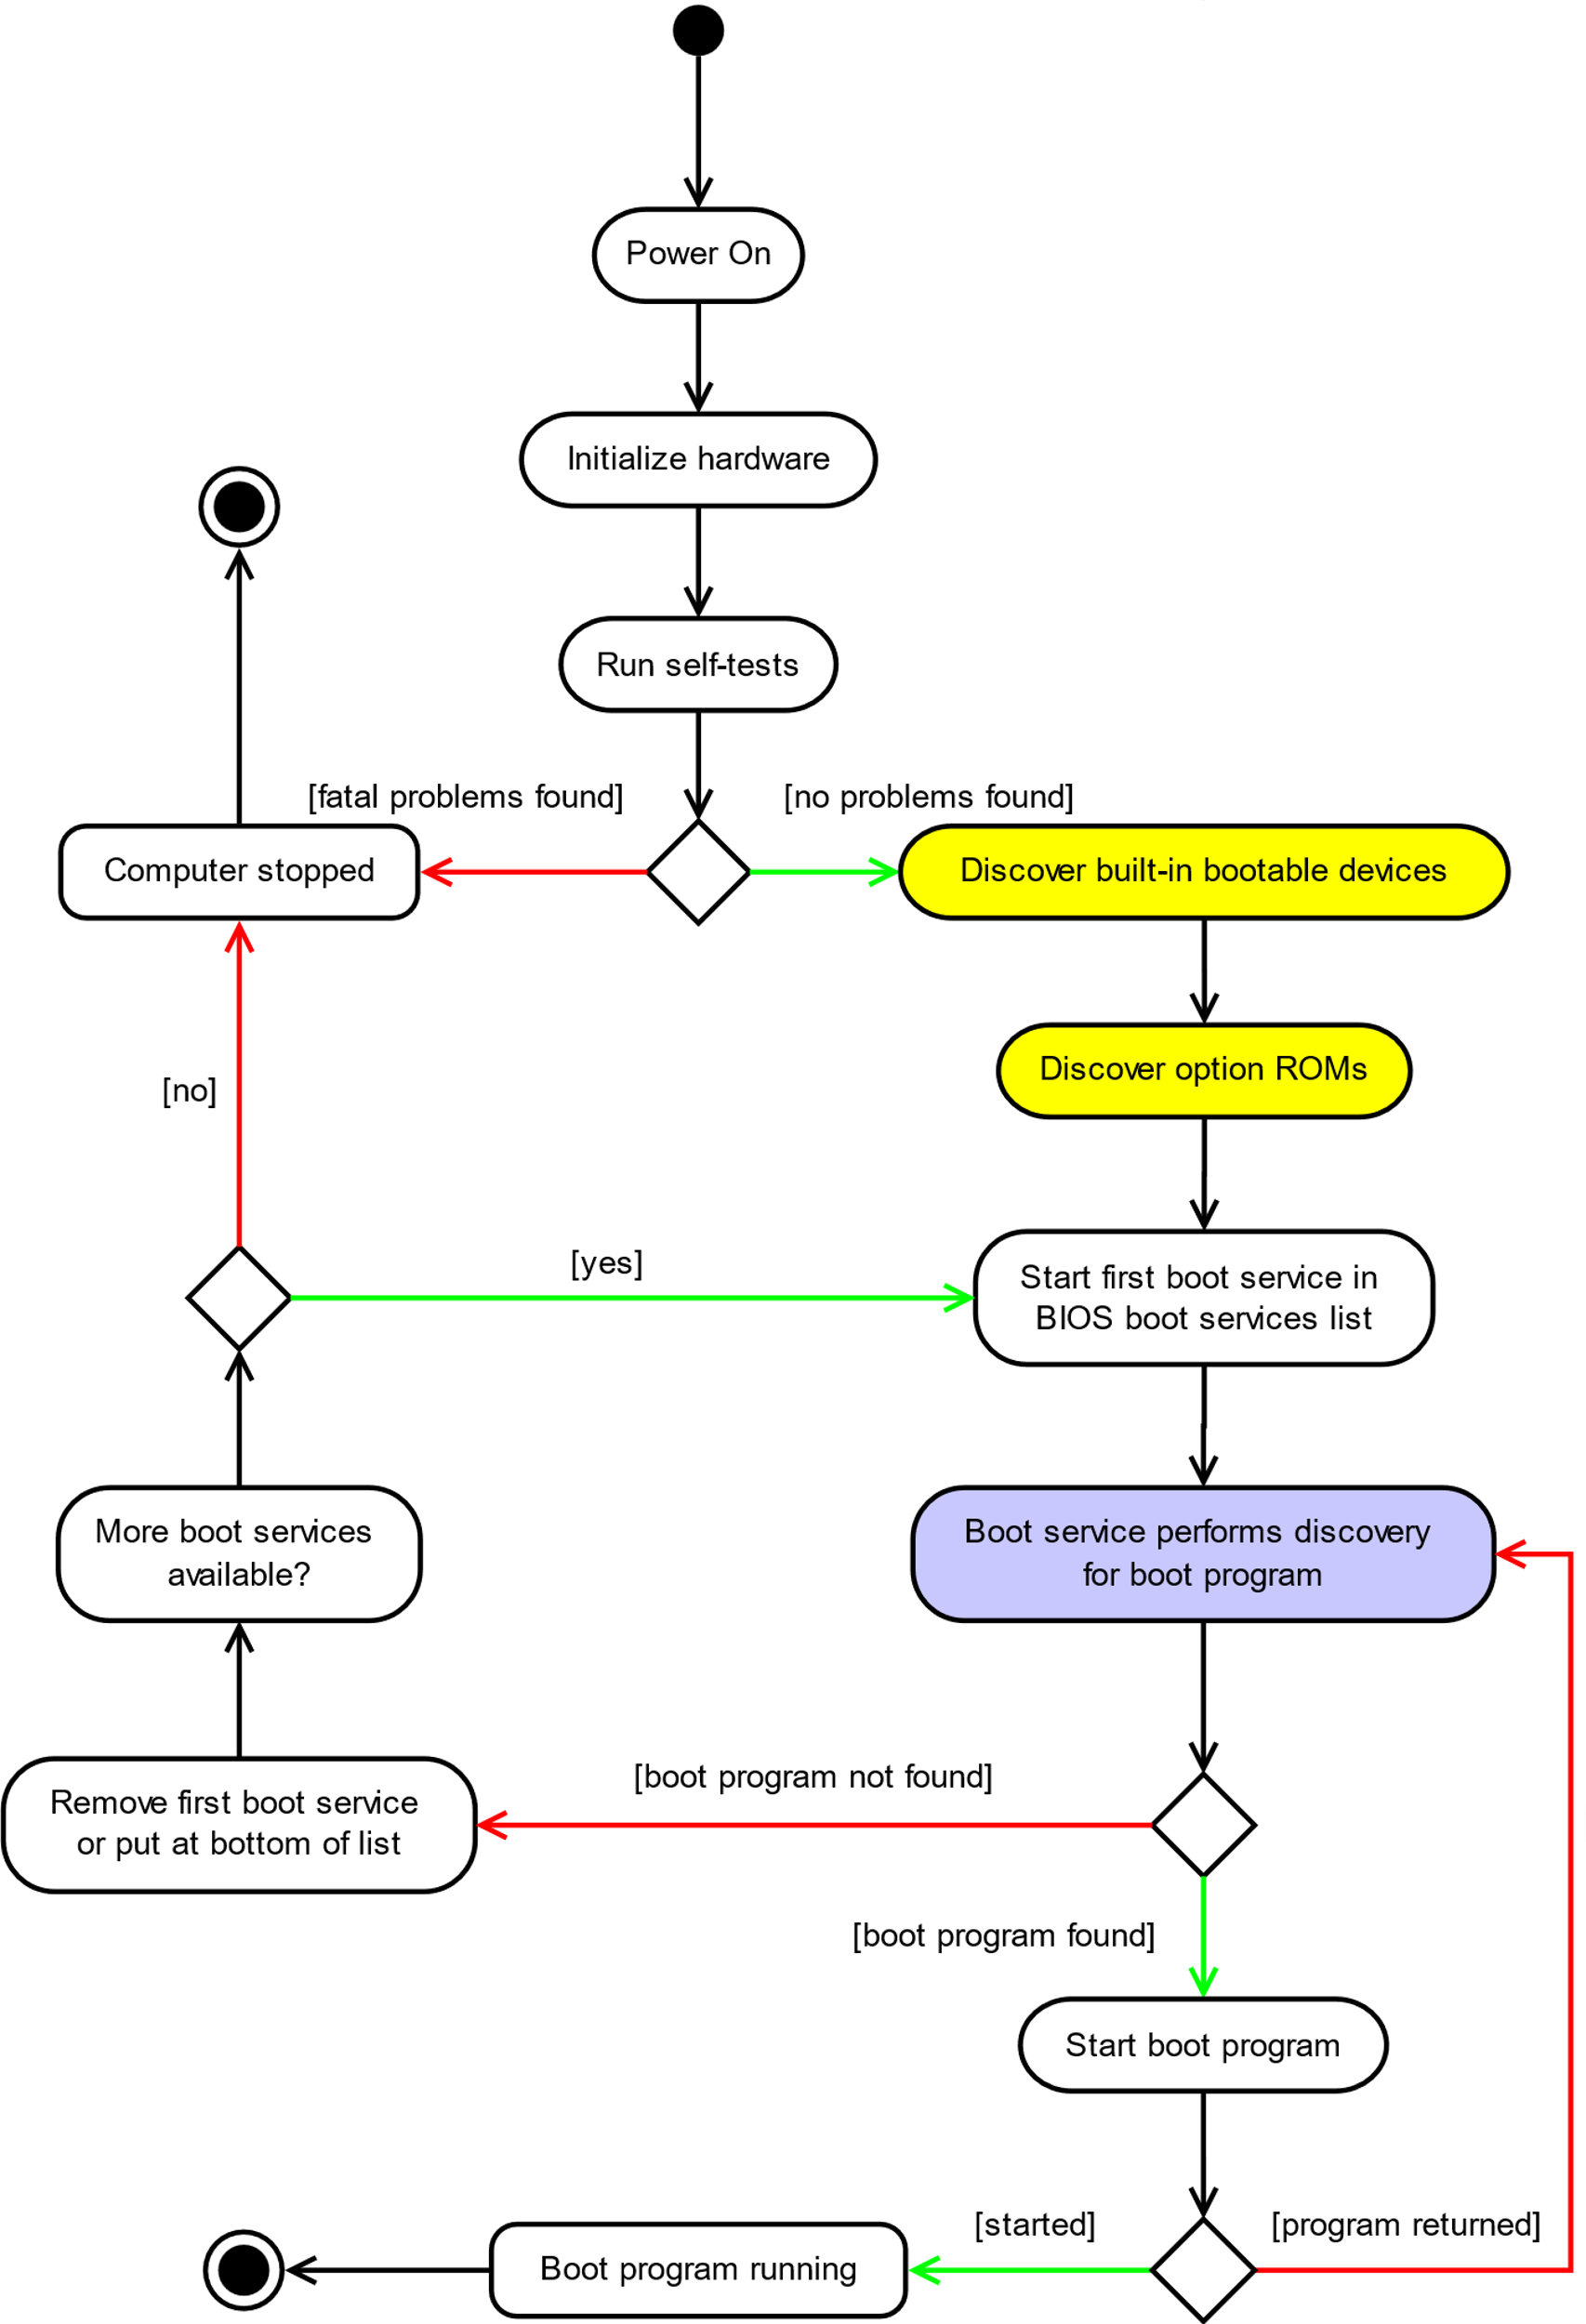 Power On
Initialize hardware
Run self-tests
[fatal problems found]
[no problems found]
Computer stopped
Discover built-in bootable devices
Discover option ROMs
[no]
[yes]
Start first boot service in
BIOS boot services list
More boot services
available?
Boot service performs discovery
for boot program
[boot program not found]
Remove first boot service
or put at bottom of list
[boot program found]
Start boot program
[started]
[program returned]
Boot program running